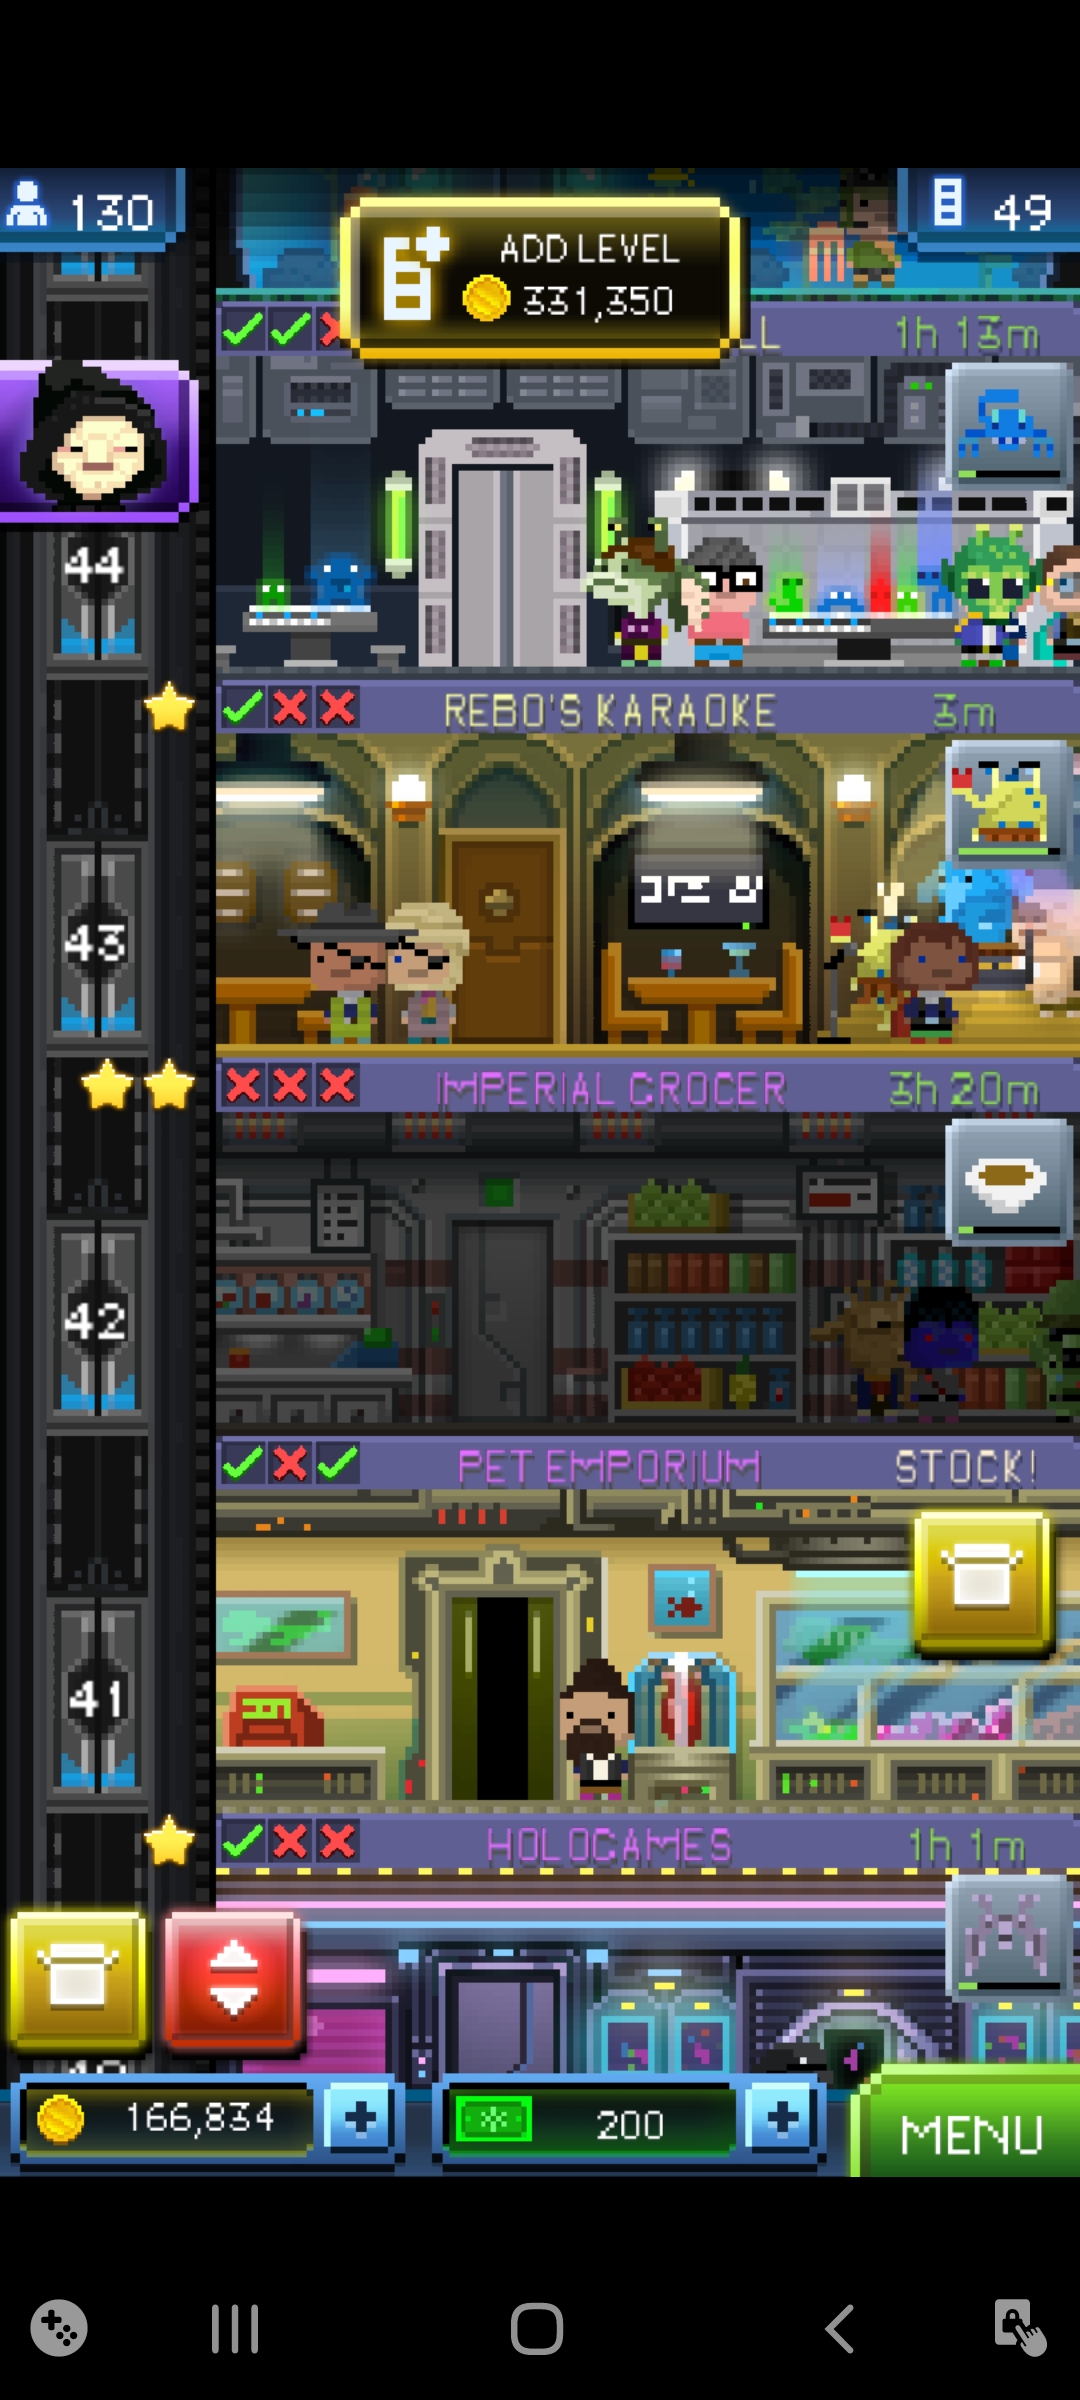 130
49
ADD LEVEL
331,350
LL
1h 13m
44
REBO'S KARAOKE
3m
43
IMPERIAL GROCER
3h 20m
42
PET EMPORIUM
STOCK!
41
HOLOGAMES
1h 1m
166,834
200
MENU